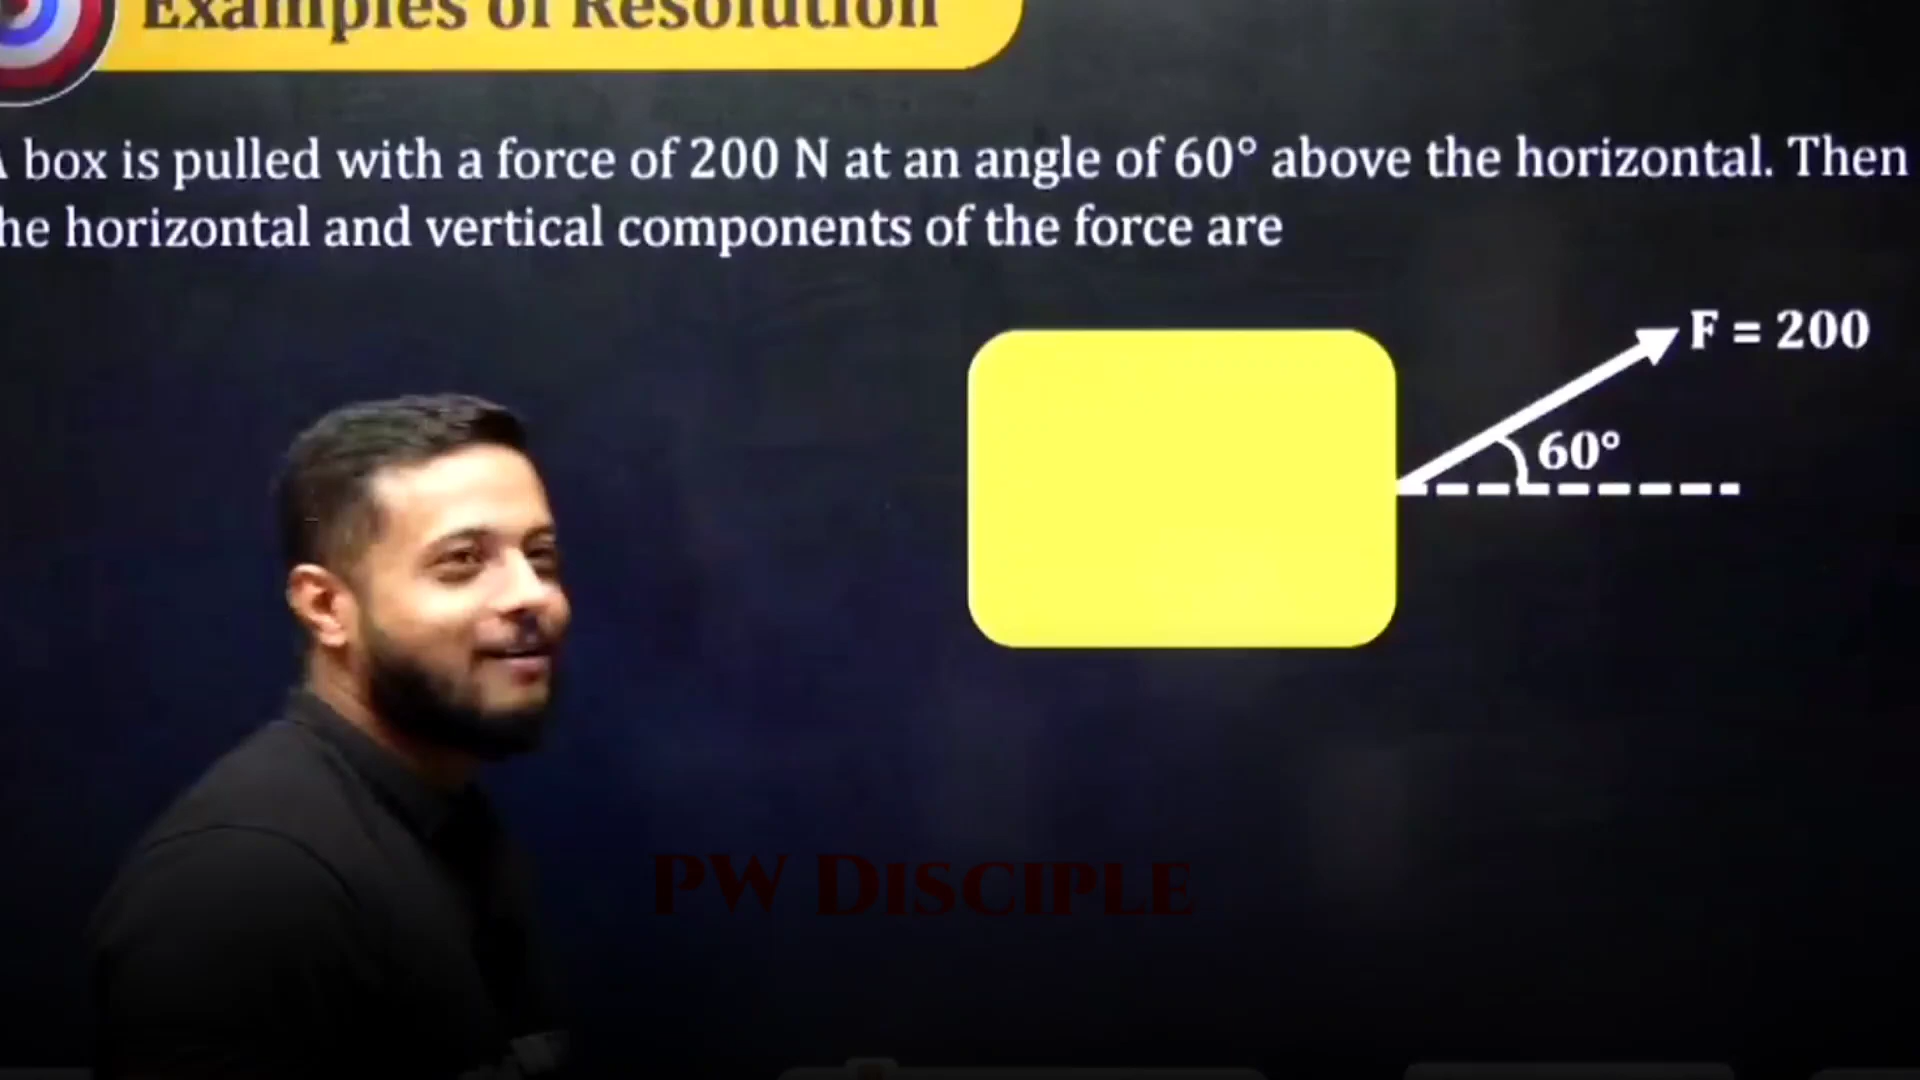 Examples of Resolution
A box is pulled with a force of 200 N at an angle of 60° above the horizontal. Then
he horizontal and vertical components of the force are
F = 200
60°
PW DISCIPLE